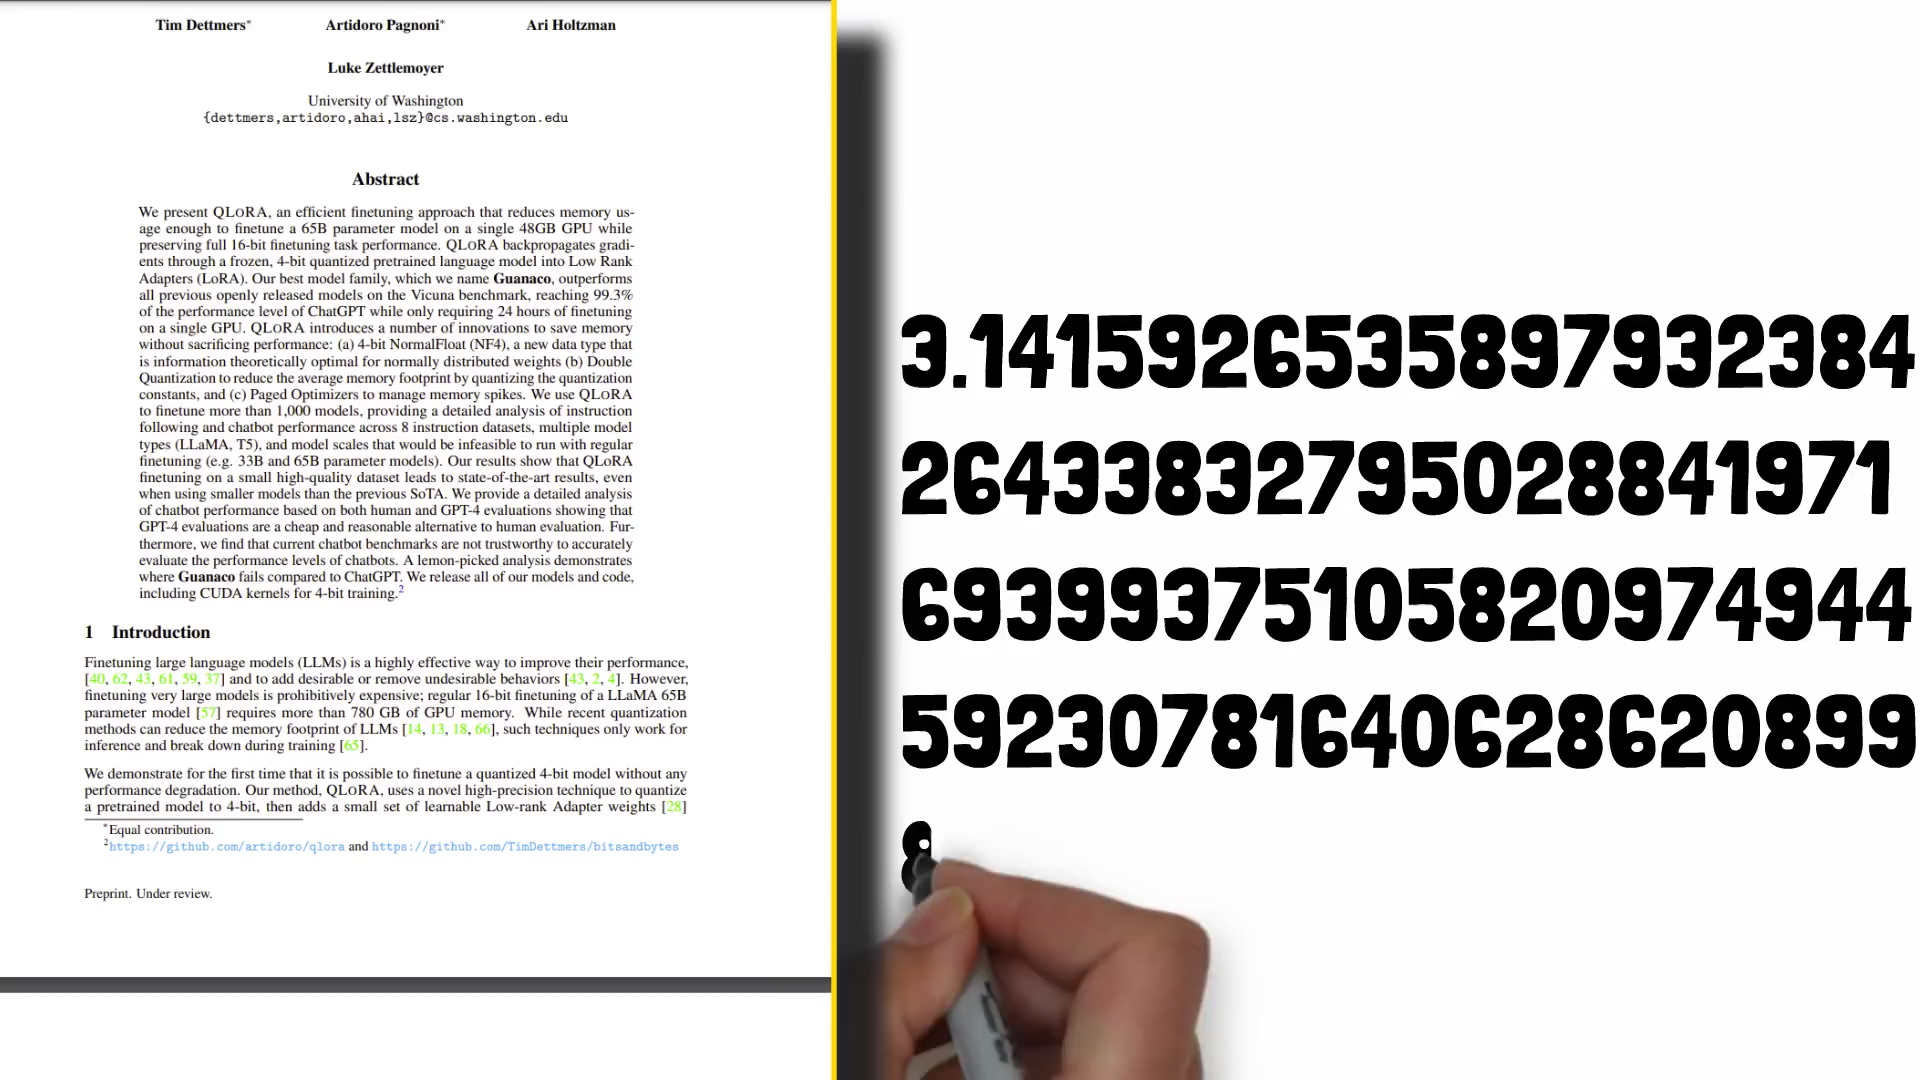 Tim Dettmers* Artidoro Pagnoni* Ari Holtzman
Luke Zettlemoyer
University of Washington
{dettmers,artidoro,ahai,lsz}@cs.washington.edu
Abstract
We present QLORA, an efficient finetuning approach that reduces memory us-
age enough to finetune a 65B parameter model on a single 48GB GPU while
preserving full 16-bit finetuning task performance. QLORA backpropagates gradi-
ents through a frozen, 4-bit quantized pretrained language model into Low Rank
Adapters (LoRA). Our best model family, which we name Guanaco, outperforms
all previous openly released models on the Vicuna benchmark, reaching 99.3%
of the performance level of ChatGPT while only requiring 24 hours of finetuning
on a single GPU. QLORA introduces a number of innovations to save memory
without sacrificing performance: (a) 4-bit NormalFloat (NF4), a new data type that
is information theoretically optimal for normally distributed weights (b) Double
Quantization to reduce the average memory footprint by quantizing the quantization
constants, and (c) Paged Optimizers to manage memory spikes. We use QLORA
to finetune more than 1,000 models, providing a detailed analysis of instruction
following and chatbot performance across 8 instruction datasets, multiple model
types (LLaMA, T5), and model scales that would be infeasible to run with regular
finetuning (e.g. 33B and 65B parameter models). Our results show that QLORA
finetuning on a small high-quality dataset leads to state-of-the-art results, even
when using smaller models than the previous SoTA. We provide a detailed analysis
of chatbot performance based on both human and GPT-4 evaluations showing that
GPT-4 evaluations are a cheap and reasonable alternative to human evaluation. Fur-
thermore, we find that current chatbot benchmarks are not trustworthy to accurately
evaluate the performance levels of chatbots. A lemon-picked analysis demonstrates
where Guanaco fails compared to ChatGPT. We release all of our models and code,
including CUDA kernels for 4-bit training.2
1 Introduction
Finetuning large language models (LLMs) is a highly effective way to improve their performance,
[40, 62, 43, 61, 59, 37] and to add desirable or remove undesirable behaviors [43, 2, 4]. However,
finetuning very large models is prohibitively expensive; regular 16-bit finetuning of a LLaMA 65B
parameter model [57] requires more than 780 GB of GPU memory. While recent quantization
methods can reduce the memory footprint of LLMs [14, 13, 18, 66], such techniques only work for
inference and break down during training [65].
We demonstrate for the first time that it is possible to finetune a quantized 4-bit model without any
performance degradation. Our method, QLORA, uses a novel high-precision technique to quantize
a pretrained model to 4-bit, then adds a small set of learnable Low-rank Adapter weights [28]
*Equal contribution.
2https://github.com/artidoro/qlora and https://github.com/TimDettmers/bitsandbytes
Preprint. Under review.
3.1415926535897932384
26433832795028841971
69399375105820974944
59230781640628620899
8